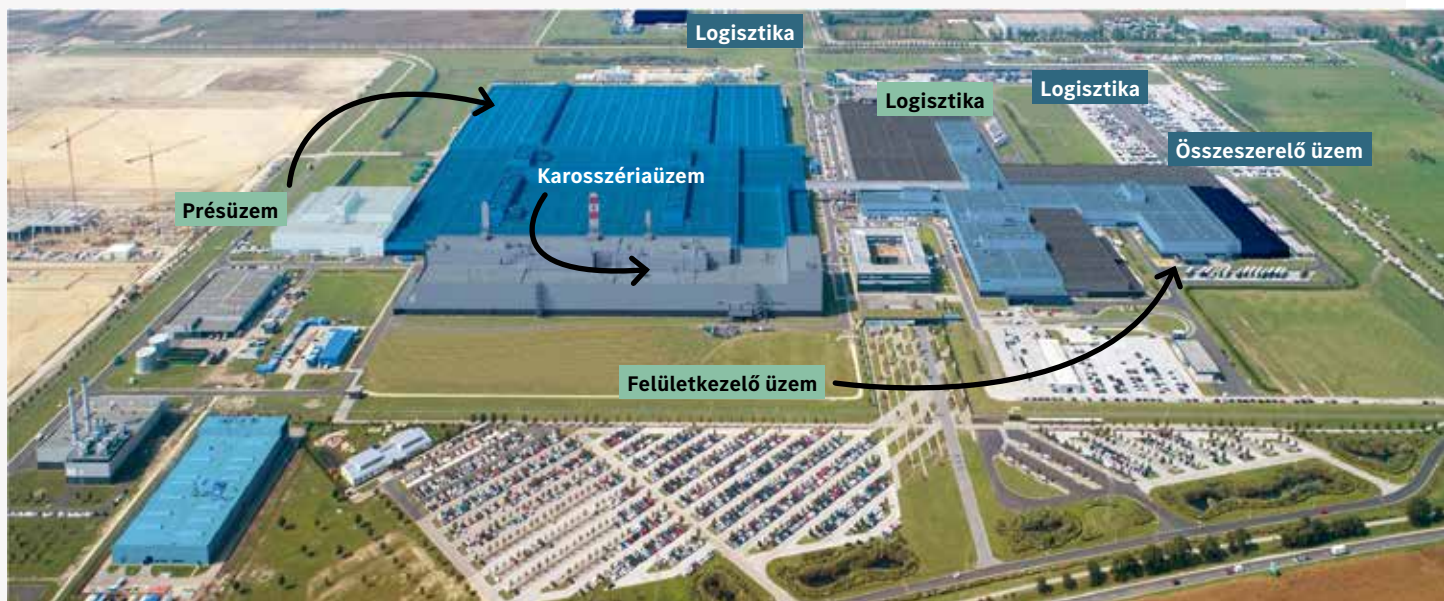 Logisztika
Logisztika
Logisztika
Összeszerelő üzem
Karosszériaüzem
Présüzem
Felületkezelő üzem